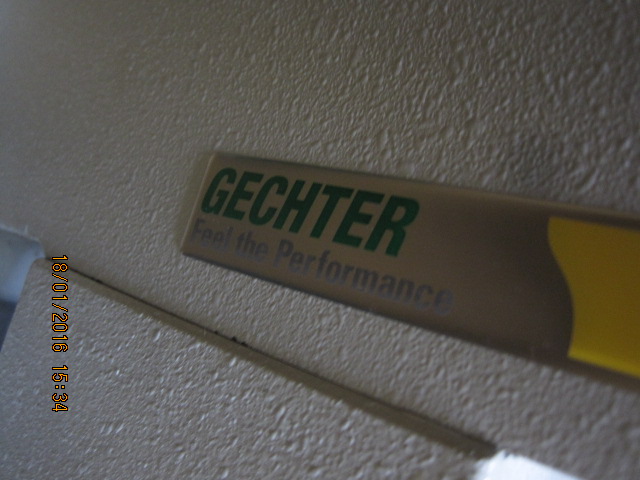 GECHTER
Feel the Performance
18/01/2016 15:34